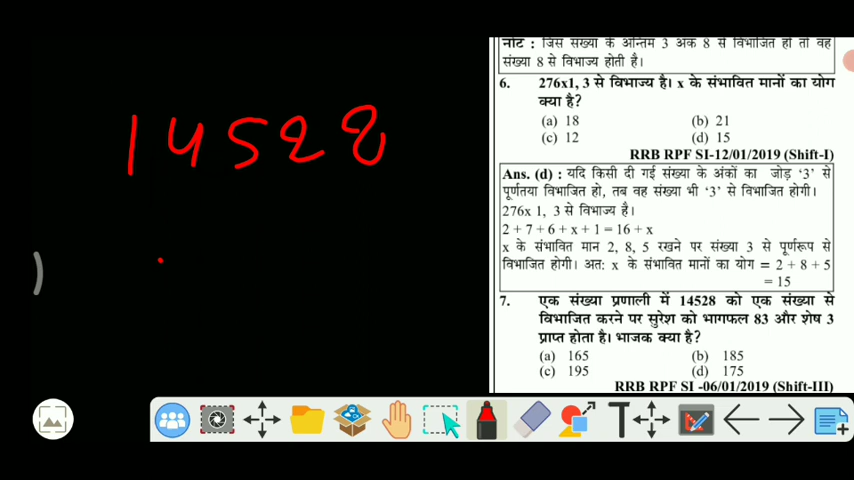 14528
नोट : जिस संख्या के अन्तिम 3 अंक 8 से विभाजित हो तो वह
संख्या 8 से विभाज्य होती है।
6. 276x1, 3 से विभाज्य है। x के संभावित मानों का योग
क्या है?
(a) 18 (b) 21
(c) 12 (d) 15
RRB RPF SI-12/01/2019 (Shift-I)
Ans. (d) : यदि किसी दी गई संख्या के अंकों का जोड़ ‘3’ से
पूर्णतया विभाजित हो, तब वह संख्या भी ‘3’ से विभाजित होगी।
276x 1, 3 से विभाज्य है।
2 + 7 + 6 + x + 1 = 16 + x
x के संभावित मान 2, 8, 5 रखने पर संख्या 3 से पूर्णरूप से
विभाजित होगी। अत: x के संभावित मानों का योग = 2 + 8 + 5
= 15
7. एक संख्या प्रणाली में 14528 को एक संख्या से
विभाजित करने पर सुरेश को भागफल 83 और शेष 3
प्राप्त होता है। भाजक क्या है?
(a) 165 (b) 185
(c) 195 (d) 175
RRB RPF SI -06/01/2019 (Shift-III)
T